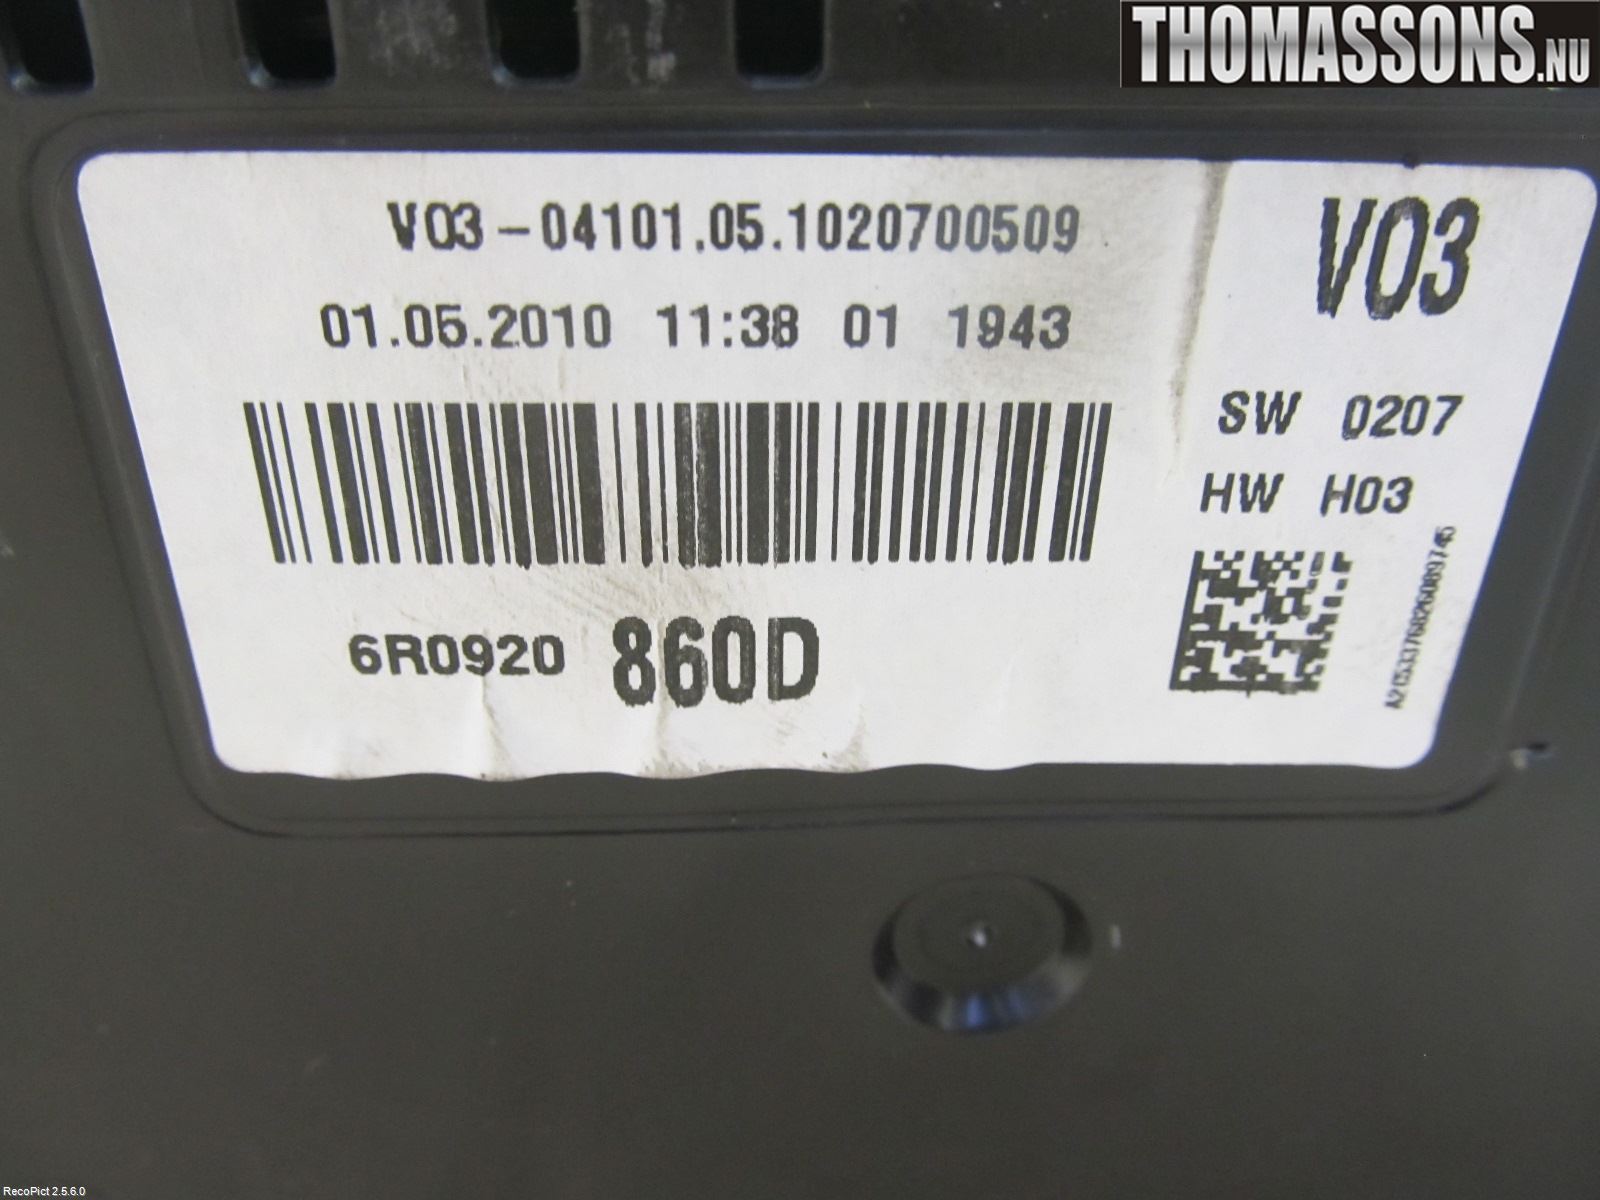 THOMASSONS.NU
V03-04101.05.1020700509
01.05.2010 11:38 01 1943
6R0920 860D
V03
SW 0207
HW H03
RecoPict 2.5.6.0